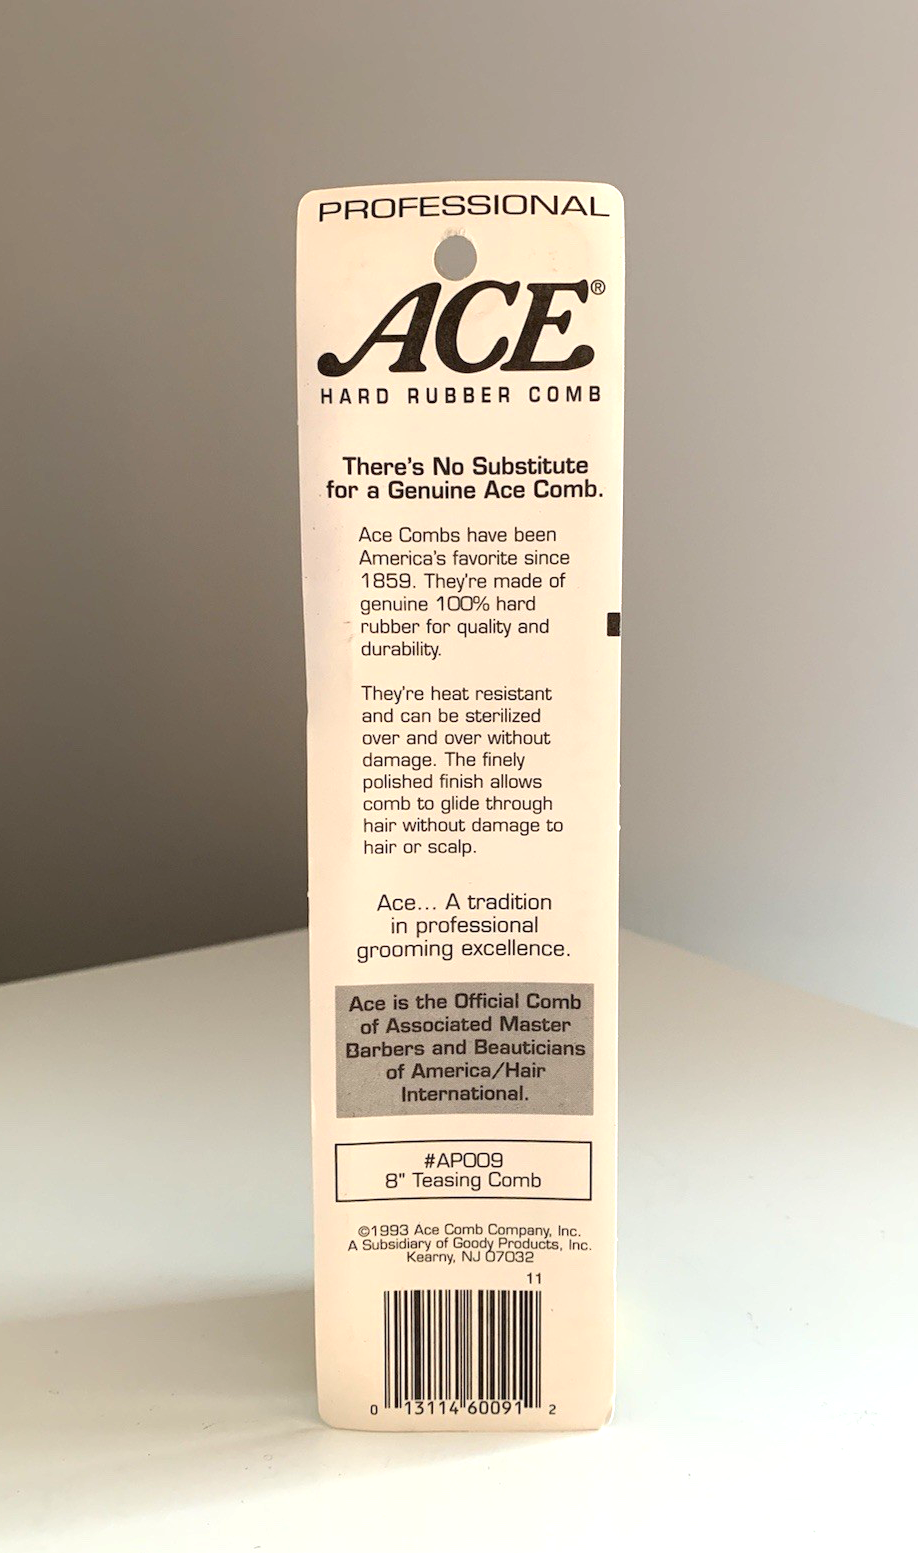 PROFESSIONAL
ACE®
HARD RUBBER COMB
There's No Substitute
for a Genuine Ace Comb.
Ace Combs have been
America's favorite since
1859. They're made of
genuine 100% hard
rubber for quality and
durability.
They're heat resistant
and can be sterilized
over and over without
damage. The finely
polished finish allows
comb to glide through
hair without damage to
hair or scalp.
Ace... A tradition
in professional
grooming excellence.
Ace is the Official Comb
of Associated Master
Barbers and Beauticians
of America/Hair
International.
#AP009
8" Teasing Comb
©1993 Ace Comb Company, Inc.
A Subsidiary of Goody Products, Inc.
Kearny, NJ 07032
11
0 13114 60091 2